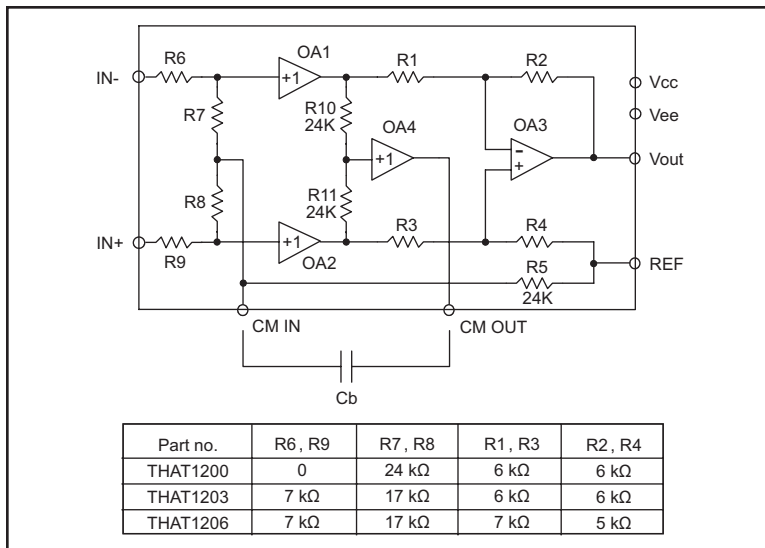 R6
OA1
R1
R2
IN-
+1
Vcc
R7
R10
24K
OA4
Vee
OA3
-
+1
+
Vout
R8
R11
24K
R3
R4
IN+
+1
R9
OA2
R5
24K
REF
CM IN
CM OUT
Cb
Part no. R6 , R9 R7 , R8 R1 , R3 R2 , R4
THAT1200 0 24 kΩ 6 kΩ 6 kΩ
THAT1203 7 kΩ 17 kΩ 6 kΩ 6 kΩ
THAT1206 7 kΩ 17 kΩ 7 kΩ 5 kΩ